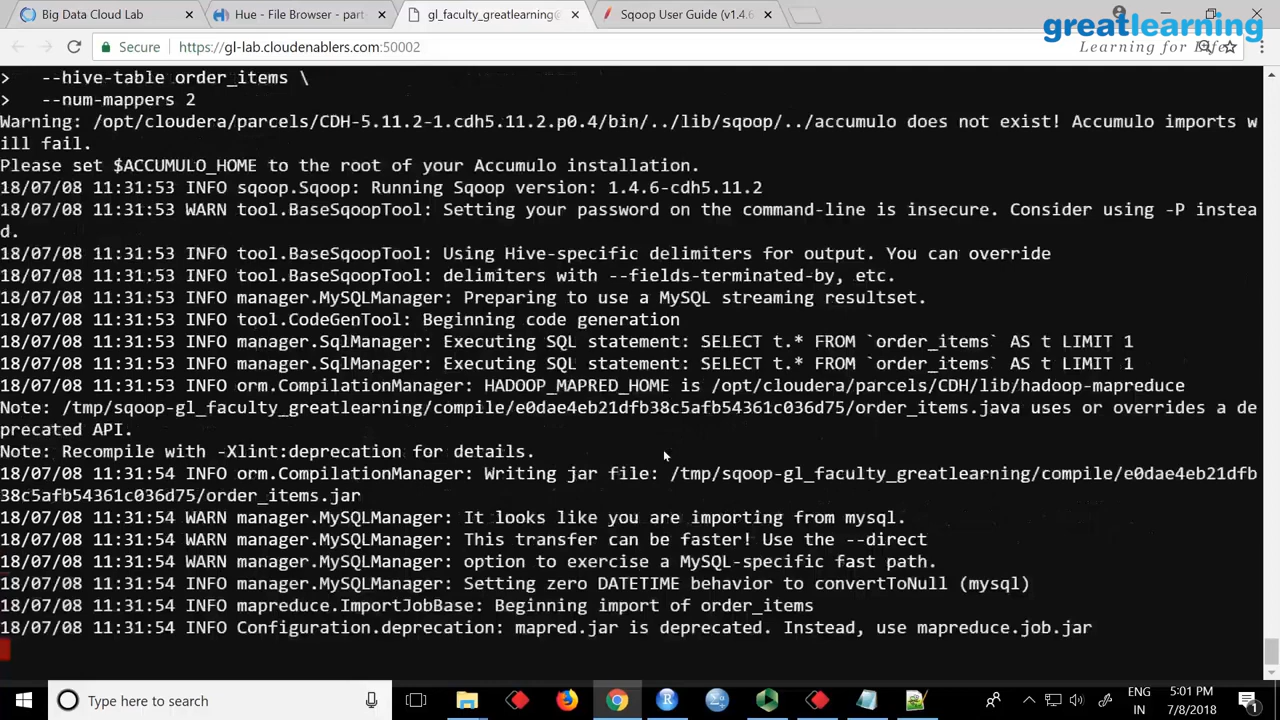 Big Data Cloud Lab
Hue - File Browser - part
gl_faculty_greatlearning@
Sqoop User Guide (v1.4.6
greatlearning
Learning for Life
Secure
https://gl-lab.cloudenablers.com:50002
>   --hive-table order_items \
>   --num-mappers 2
Warning: /opt/cloudera/parcels/CDH-5.11.2-1.cdh5.11.2.p0.4/bin/../lib/sqoop/../accumulo does not exist! Accumulo imports w
ill fail.
Please set $ACCUMULO_HOME to the root of your Accumulo installation.
18/07/08 11:31:53 INFO sqoop.Sqoop: Running Sqoop version: 1.4.6-cdh5.11.2
18/07/08 11:31:53 WARN tool.BaseSqoopTool: Setting your password on the command-line is insecure. Consider using -P instea
d.
18/07/08 11:31:53 INFO tool.BaseSqoopTool: Using Hive-specific delimiters for output. You can override
18/07/08 11:31:53 INFO tool.BaseSqoopTool: delimiters with --fields-terminated-by, etc.
18/07/08 11:31:53 INFO manager.MySQLManager: Preparing to use a MySQL streaming resultset.
18/07/08 11:31:53 INFO tool.CodeGenTool: Beginning code generation
18/07/08 11:31:53 INFO manager.SqlManager: Executing SQL statement: SELECT t.* FROM `order_items` AS t LIMIT 1
18/07/08 11:31:53 INFO manager.SqlManager: Executing SQL statement: SELECT t.* FROM `order_items` AS t LIMIT 1
18/07/08 11:31:53 INFO orm.CompilationManager: HADOOP_MAPRED_HOME is /opt/cloudera/parcels/CDH/lib/hadoop-mapreduce
Note: /tmp/sqoop-gl_faculty_greatlearning/compile/e0dae4eb21dfb38c5afb54361c036d75/order_items.java uses or overrides a de
precated API.
Note: Recompile with -Xlint:deprecation for details.
18/07/08 11:31:54 INFO orm.CompilationManager: Writing jar file: /tmp/sqoop-gl_faculty_greatlearning/compile/e0dae4eb21dfb
38c5afb54361c036d75/order_items.jar
18/07/08 11:31:54 WARN manager.MySQLManager: It looks like you are importing from mysql.
18/07/08 11:31:54 WARN manager.MySQLManager: This transfer can be faster! Use the --direct
18/07/08 11:31:54 WARN manager.MySQLManager: option to exercise a MySQL-specific fast path.
18/07/08 11:31:54 INFO manager.MySQLManager: Setting zero DATETIME behavior to convertToNull (mysql)
18/07/08 11:31:54 INFO mapreduce.ImportJobBase: Beginning import of order_items
18/07/08 11:31:54 INFO Configuration.deprecation: mapred.jar is deprecated. Instead, use mapreduce.job.jar
Type here to search
ENG
IN
5:01 PM
7/8/2018
1